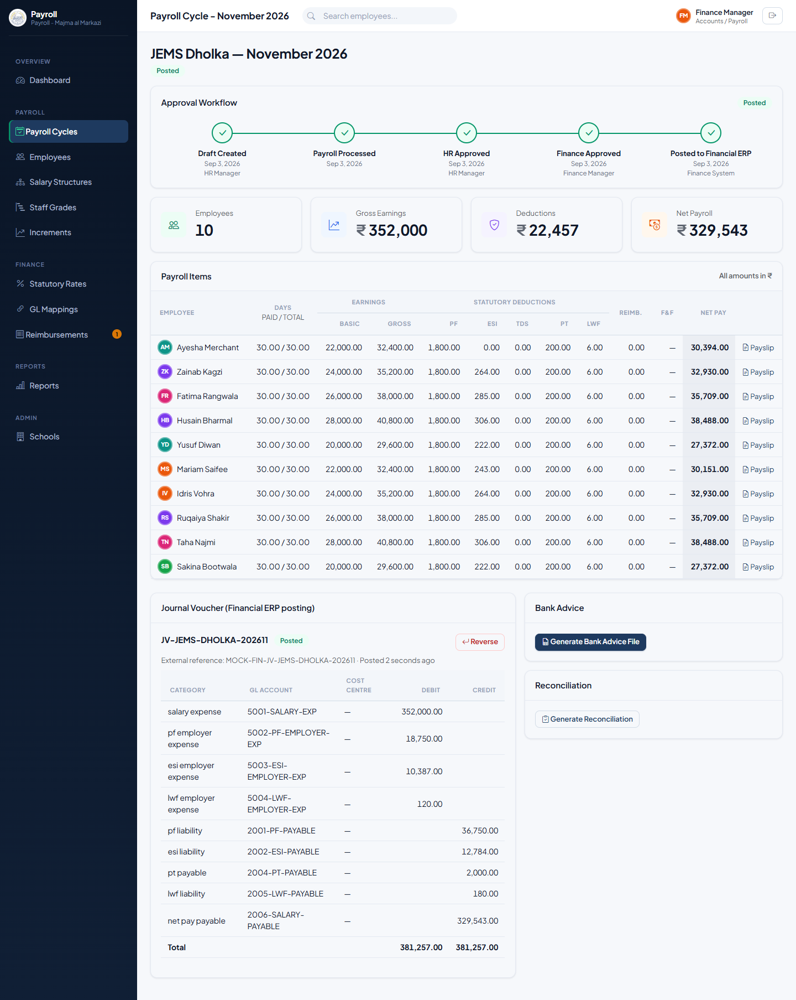 Payroll
Payroll - Majma al Markazi
OVERVIEW
Dashboard
PAYROLL
Payroll Cycles
Employees
Salary Structures
Staff Grades
Increments
FINANCE
Statutory Rates
GL Mappings
Reimbursements 1
REPORTS
Reports
ADMIN
Schools
Payroll Cycle - November 2026
Search employees...
FM
Finance Manager
Accounts / Payroll
JEMS Dholka — November 2026
Posted
Approval Workflow
Posted
Draft Created
Sep 3, 2026
HR Manager
Payroll Processed
Sep 3, 2026
HR Approved
Sep 3, 2026
HR Manager
Finance Approved
Sep 3, 2026
Finance Manager
Posted to Financial ERP
Sep 3, 2026
Finance System
Employees
10
Gross Earnings
₹ 352,000
Deductions
₹ 22,457
Net Payroll
₹ 329,543
Payroll Items
All amounts in ₹
EMPLOYEE DAYS PAID / TOTAL EARNINGS STATUTORY DEDUCTIONS REIMB. F&F NET PAY
BASIC GROSS PF ESI TDS PT LWF
AM Ayesha Merchant 30.00 / 30.00 22,000.00 32,400.00 1,800.00 0.00 0.00 200.00 6.00 0.00 — 30,394.00 Payslip
ZK Zainab Kagzi 30.00 / 30.00 24,000.00 35,200.00 1,800.00 264.00 0.00 200.00 6.00 0.00 — 32,930.00 Payslip
FR Fatima Rangwala 30.00 / 30.00 26,000.00 38,000.00 1,800.00 285.00 0.00 200.00 6.00 0.00 — 35,709.00 Payslip
HB Husain Bharmal 30.00 / 30.00 28,000.00 40,800.00 1,800.00 306.00 0.00 200.00 6.00 0.00 — 38,488.00 Payslip
YD Yusuf Diwan 30.00 / 30.00 20,000.00 29,600.00 1,800.00 222.00 0.00 200.00 6.00 0.00 — 27,372.00 Payslip
MS Mariam Saifee 30.00 / 30.00 22,000.00 32,400.00 1,800.00 243.00 0.00 200.00 6.00 0.00 — 30,151.00 Payslip
IV Idris Vohra 30.00 / 30.00 24,000.00 35,200.00 1,800.00 264.00 0.00 200.00 6.00 0.00 — 32,930.00 Payslip
RS Ruqaiya Shakir 30.00 / 30.00 26,000.00 38,000.00 1,800.00 285.00 0.00 200.00 6.00 0.00 — 35,709.00 Payslip
TN Taha Najmi 30.00 / 30.00 28,000.00 40,800.00 1,800.00 306.00 0.00 200.00 6.00 0.00 — 38,488.00 Payslip
SB Sakina Bootwala 30.00 / 30.00 20,000.00 29,600.00 1,800.00 222.00 0.00 200.00 6.00 0.00 — 27,372.00 Payslip
Journal Voucher (Financial ERP posting)
JV-JEMS-DHOLKA-202611 Posted
Reverse
External reference: MOCK-FIN-JV-JEMS-DHOLKA-202611 · Posted 2 seconds ago
CATEGORY GL ACCOUNT COST CENTRE DEBIT CREDIT
salary expense 5001-SALARY-EXP — 352,000.00
pf employer expense 5002-PF-EMPLOYER-EXP — 18,750.00
esi employer expense 5003-ESI-EMPLOYER-EXP — 10,387.00
lwf employer expense 5004-LWF-EMPLOYER-EXP — 120.00
pf liability 2001-PF-PAYABLE — 36,750.00
esi liability 2002-ESI-PAYABLE — 12,784.00
pt payable 2004-PT-PAYABLE — 2,000.00
lwf liability 2005-LWF-PAYABLE — 180.00
net pay payable 2006-SALARY-PAYABLE — 329,543.00
Total 381,257.00 381,257.00
Bank Advice
Generate Bank Advice File
Reconciliation
Generate Reconciliation